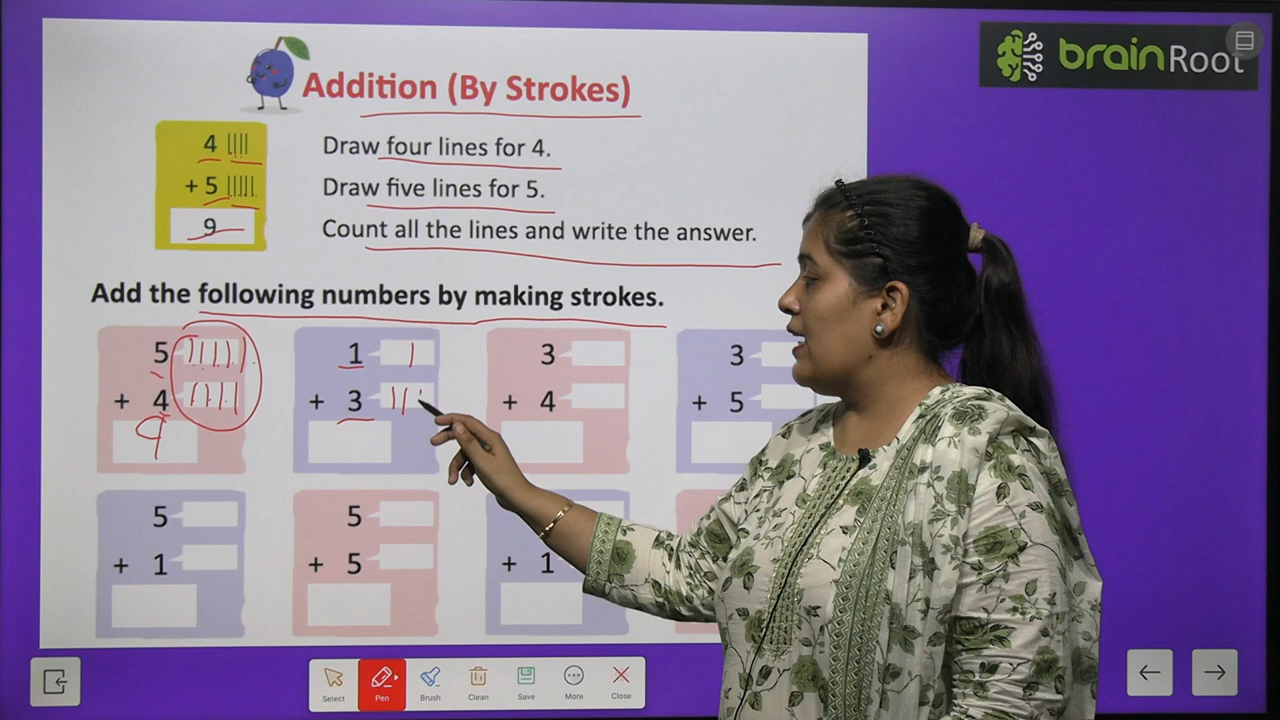 brainRoot
Addition (By Strokes)
4
+ 5
9
Draw four lines for 4.
Draw five lines for 5.
Count all the lines and write the answer.
Add the following numbers by making strokes.
5
+ 4
9
1
+ 3
3
+ 4
3
+ 5
5
+ 1
5
+ 5
+ 1
Select Pen Brush Clean Save More Close